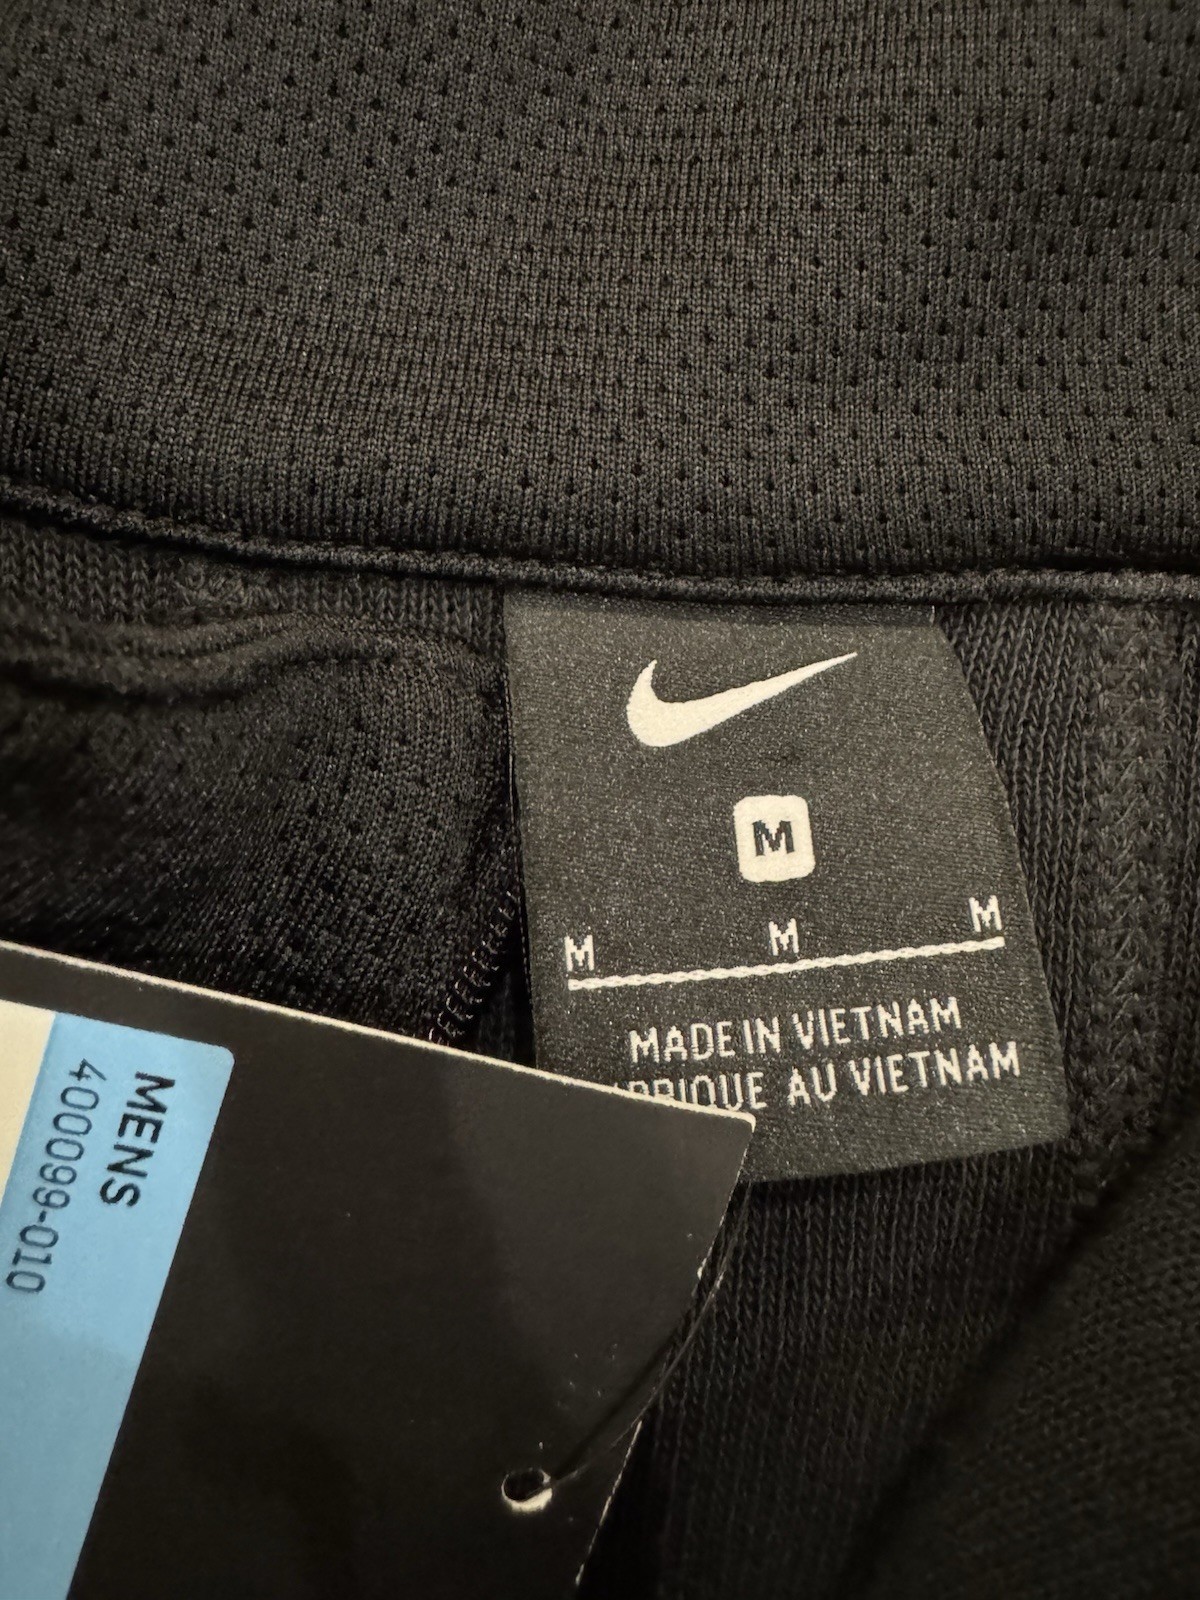 M
M M M
MADE IN VIETNAM
AU VIETNAM
MENS
400099-010